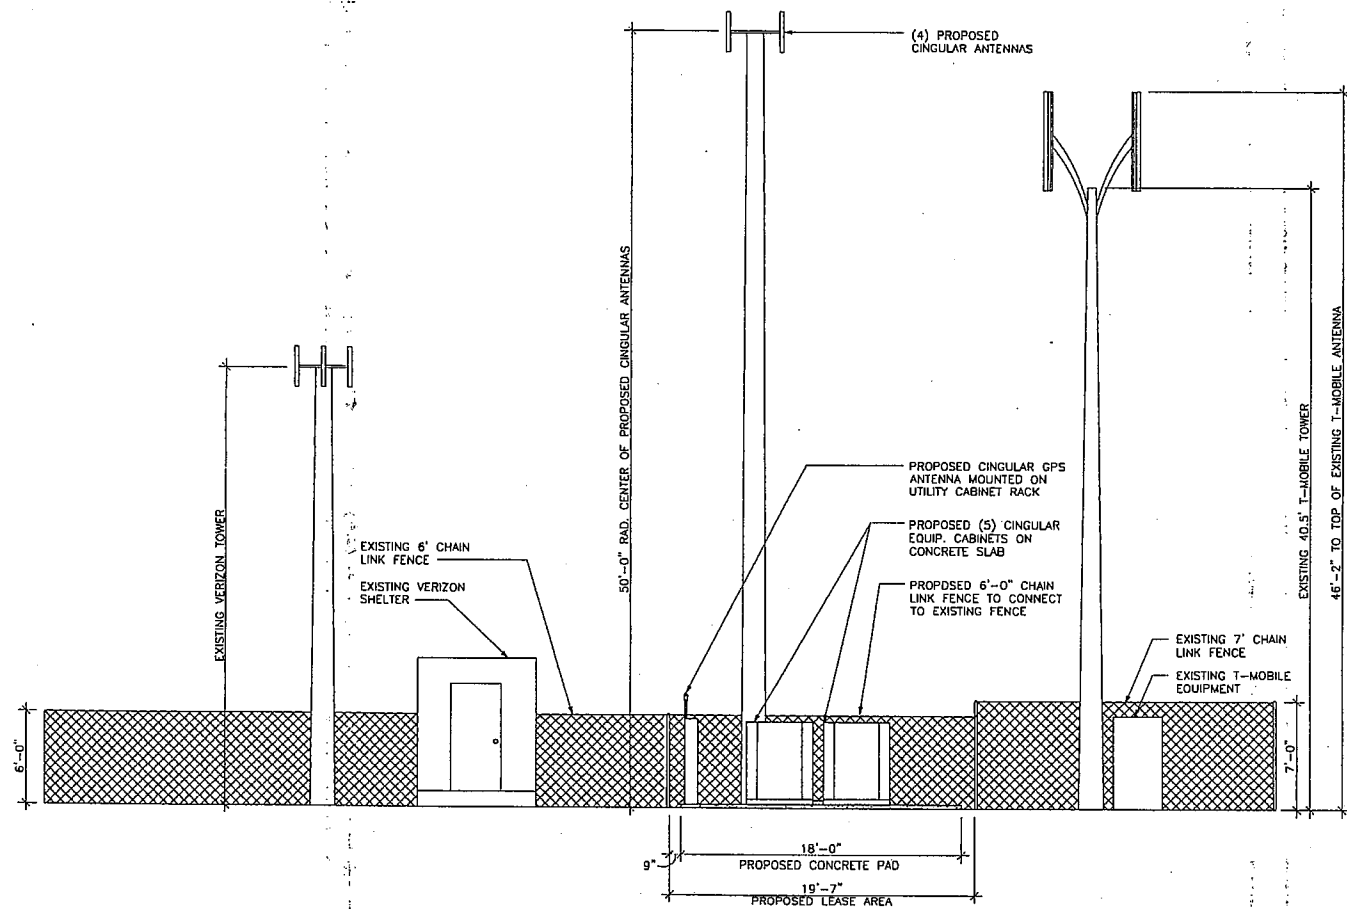 (4) PROPOSED
CINGULAR ANTENNAS
50'-0" RAD. CENTER OF PROPOSED CINGULAR ANTENNAS
46'-2" TO TOP OF EXISTING T-MOBILE ANTENNA
EXISTING 40.5' T-MOBILE TOWER
EXISTING VERIZON TOWER
PROPOSED CINGULAR GPS
ANTENNA MOUNTED ON
UTILITY CABINET RACK
PROPOSED (5) CINGULAR
EQUIP. CABINETS ON
CONCRETE SLAB
EXISTING 6' CHAIN
LINK FENCE
EXISTING VERIZON
SHELTER
PROPOSED 6'-0" CHAIN
LINK FENCE TO CONNECT
TO EXISTING FENCE
EXISTING 7' CHAIN
LINK FENCE
EXISTING T-MOBILE
EQUIPMENT
6'-0"
7'-0"
9"
18'-0"
PROPOSED CONCRETE PAD
19'-7"
PROPOSED LEASE AREA